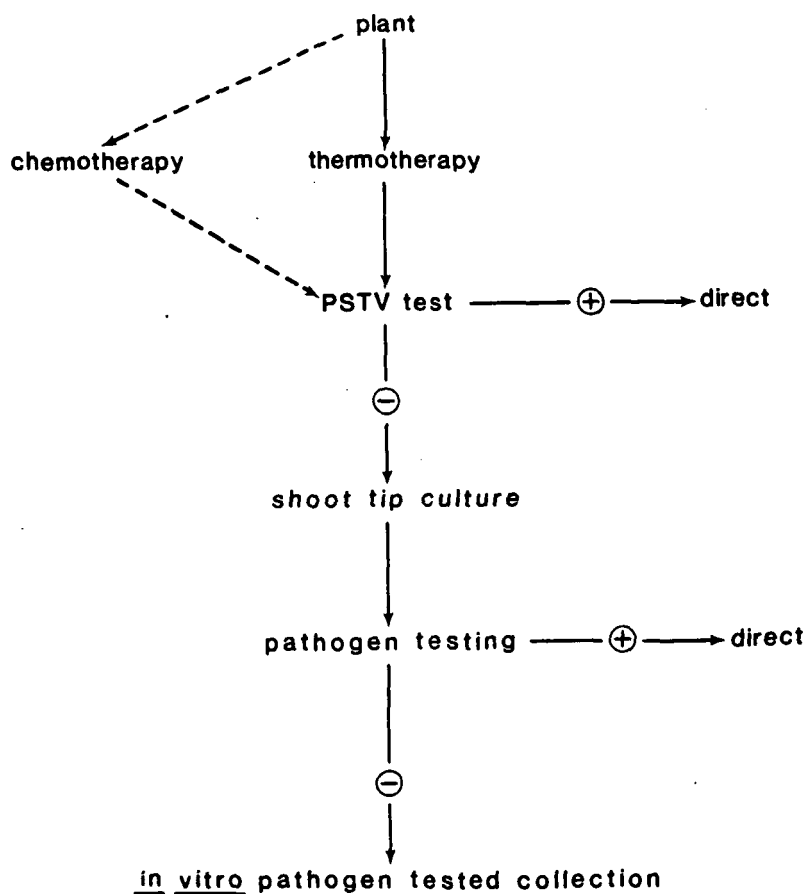 plant
chemotherapy
thermotherapy
PSTV test
+
direct
−
shoot tip culture
pathogen testing
+
direct
−
in vitro pathogen tested collection